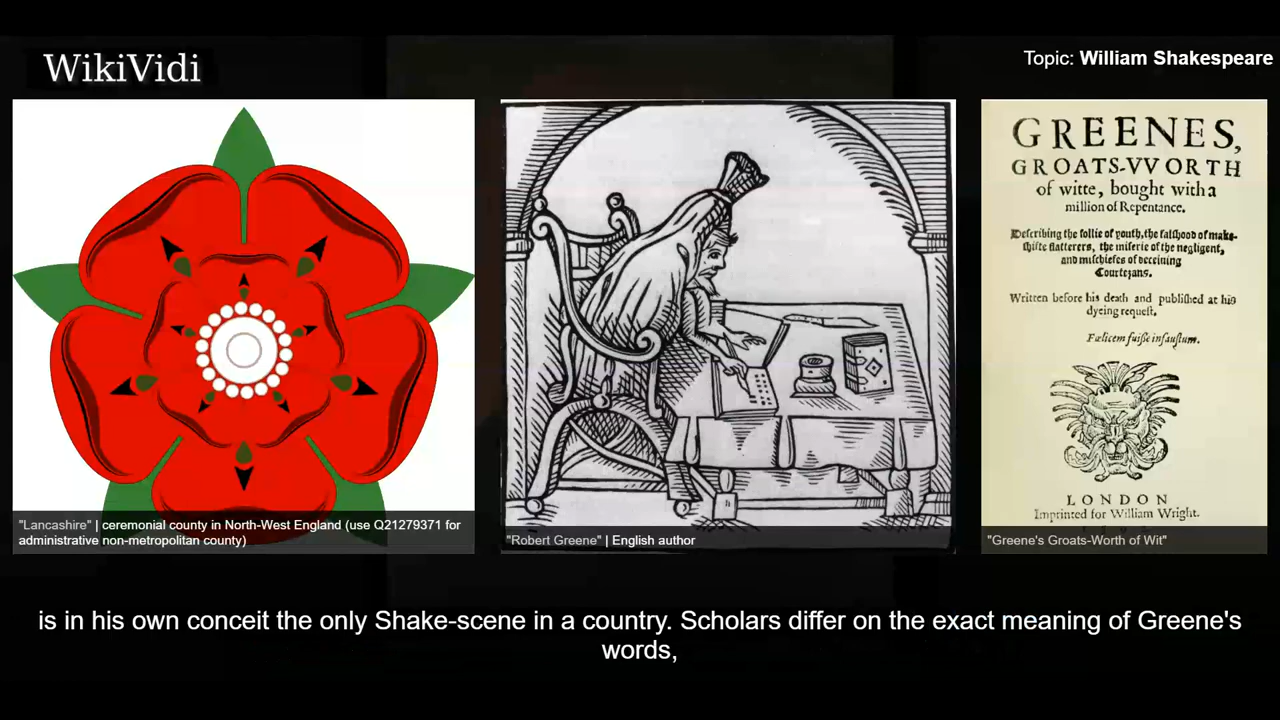 WikiVidi
Topic: William Shakespeare
GREENES,
GROATS-VVORTH
of witte, bought with a
million of Repentance.
Describing the follie of youth, the falshood of make-
shifte flatterers, the miserie of the negligent,
and mischiefes of deceiuing
Courtezans.
Written before his death and published at his
dyeing request.
Fælicem fuisse infaustum.
LONDON
Imprinted for William Wright.
"Lancashire" | ceremonial county in North-West England (use Q21279371 for
administrative non-metropolitan county)
"Robert Greene" | English author
"Greene's Groats-Worth of Wit"
is in his own conceit the only Shake-scene in a country. Scholars differ on the exact meaning of Greene's
words,